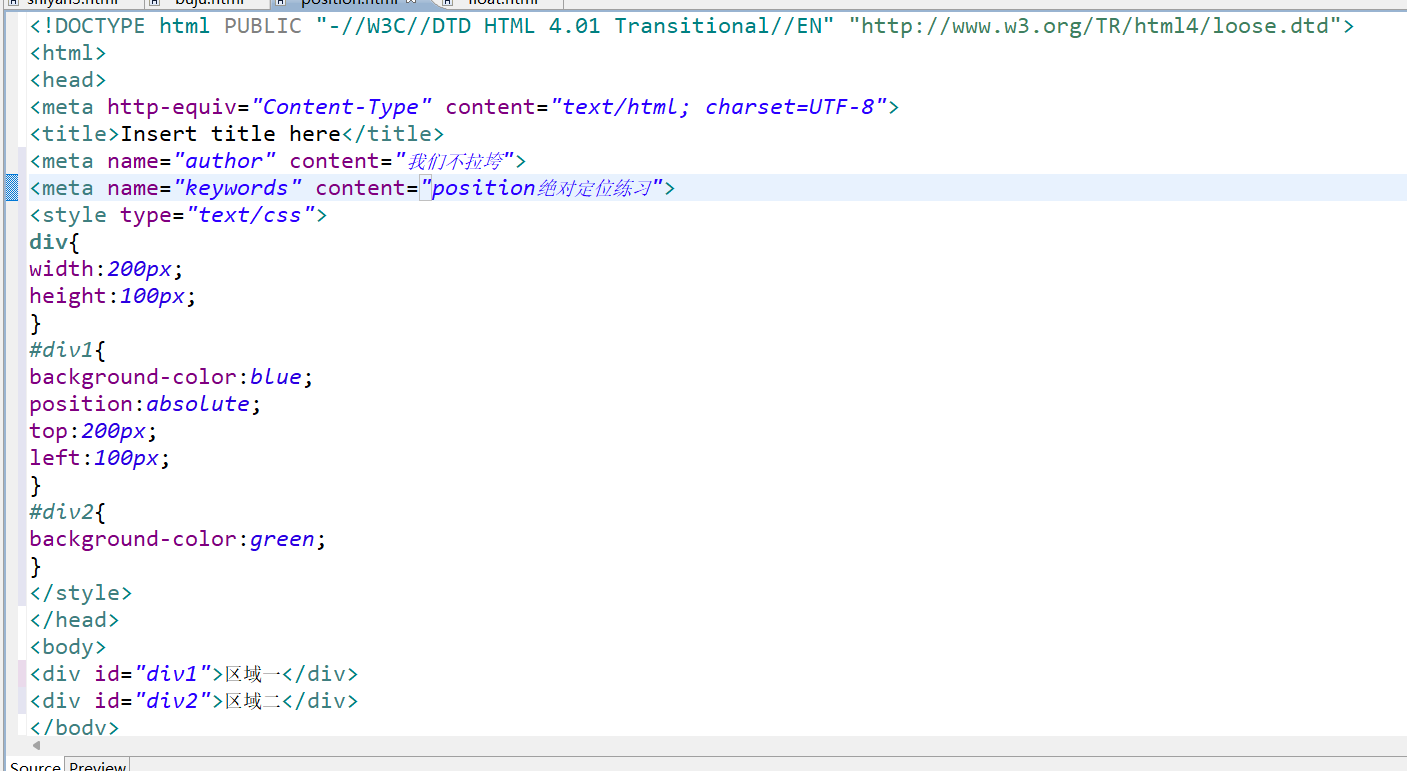 shiyan5.html buju.html position.html float.html
<!DOCTYPE html PUBLIC "-//W3C//DTD HTML 4.01 Transitional//EN" "http://www.w3.org/TR/html4/loose.dtd">
<html>
<head>
<meta http-equiv="Content-Type" content="text/html; charset=UTF-8">
<title>Insert title here</title>
<meta name="author" content="我们不拉垮">
<meta name="keywords" content="position绝对定位练习">
<style type="text/css">
div{
width:200px;
height:100px;
}
#div1{
background-color:blue;
position:absolute;
top:200px;
left:100px;
}
#div2{
background-color:green;
}
</style>
</head>
<body>
<div id="div1">区域一</div>
<div id="div2">区域二</div>
</body>
Source Preview